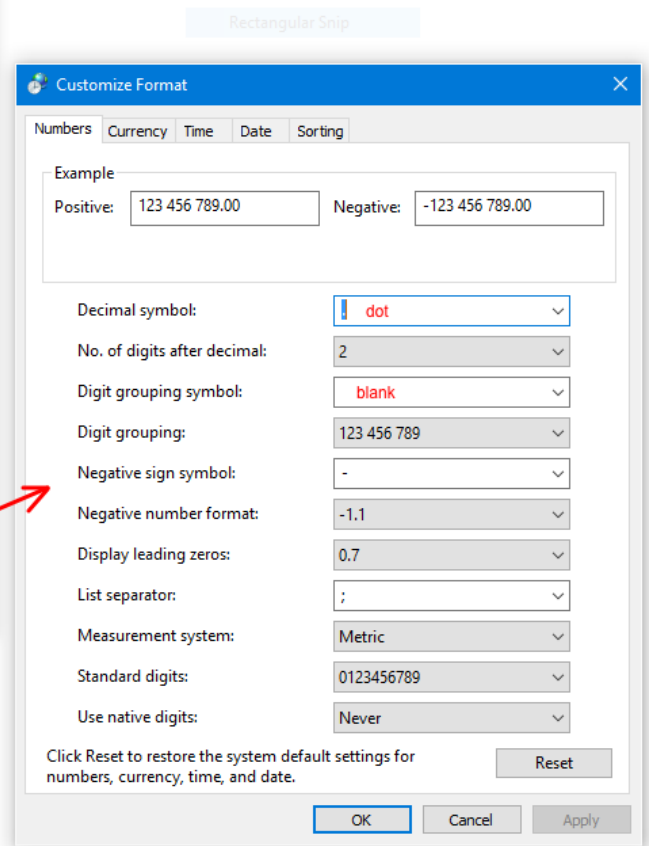 Rectangular Snip
Customize Format
Numbers Currency Time Date Sorting
Example
Positive: 123 456 789.00 Negative: -123 456 789.00
Decimal symbol: . dot
No. of digits after decimal: 2
Digit grouping symbol: blank
Digit grouping: 123 456 789
Negative sign symbol: -
Negative number format: -1.1
Display leading zeros: 0.7
List separator: ;
Measurement system: Metric
Standard digits: 0123456789
Use native digits: Never
Click Reset to restore the system default settings for
numbers, currency, time, and date.
Reset
OK Cancel Apply